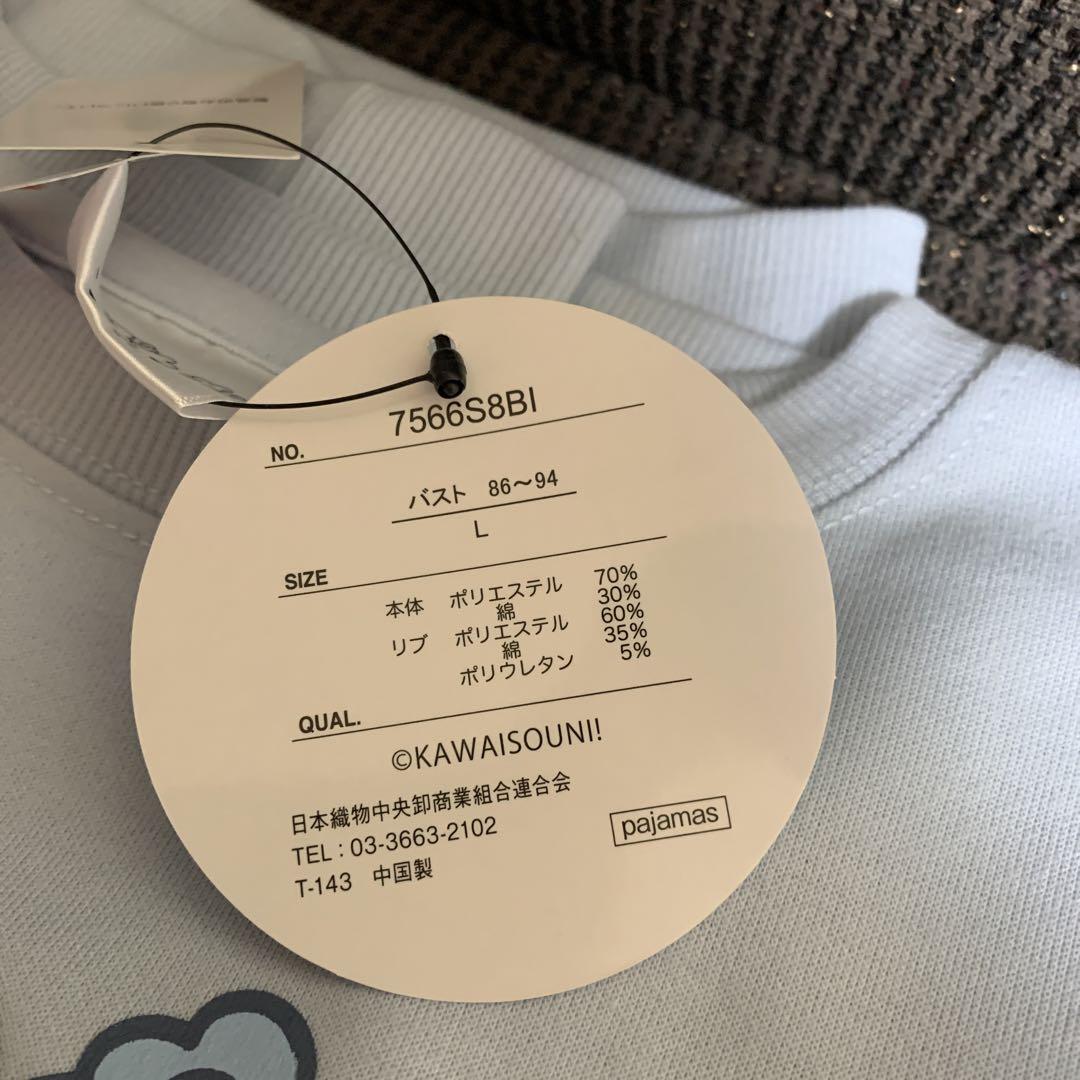 7566S8BI
NO.
バスト 86〜94
L
SIZE
本体 ポリエステル 70%
綿 30%
リブ ポリエステル 60%
綿 35%
ポリウレタン 5%
QUAL.
©KAWAISOUNI!
日本織物中央卸商業組合連合会
TEL : 03-3663-2102
T-143 中国製
pajamas